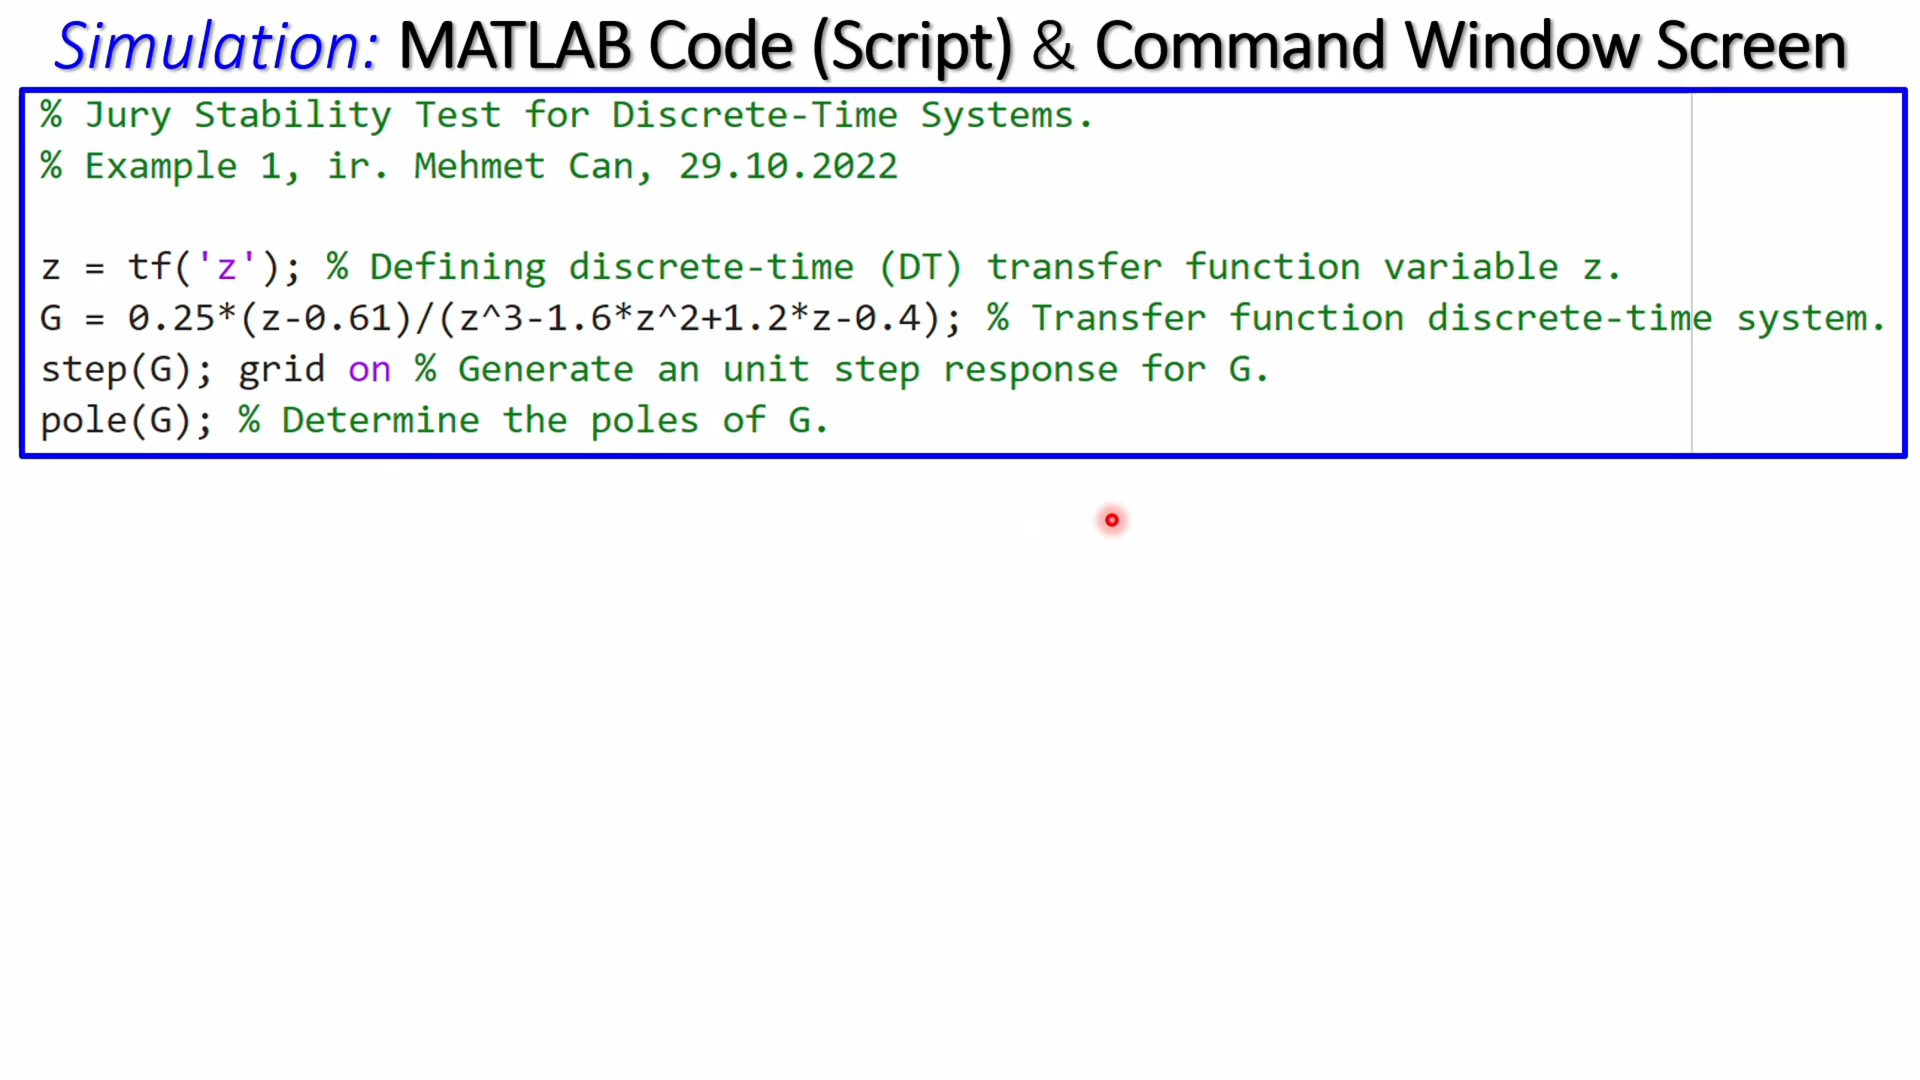 Simulation: MATLAB Code (Script) & Command Window Screen
% Jury Stability Test for Discrete-Time Systems.
% Example 1, ir. Mehmet Can, 29.10.2022
z = tf('z'); % Defining discrete-time (DT) transfer function variable z.
G = 0.25*(z-0.61)/(z^3-1.6*z^2+1.2*z-0.4); % Transfer function discrete-time system.
step(G); grid on % Generate an unit step response for G.
pole(G); % Determine the poles of G.